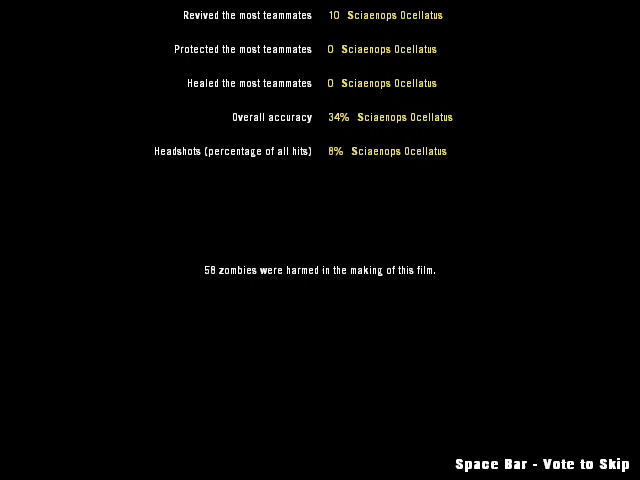 Revived the most teammates 10 Sciaenops Ocellatus
Protected the most teammates 0 Sciaenops Ocellatus
Healed the most teammates 0 Sciaenops Ocellatus
Overall accuracy 34% Sciaenops Ocellatus
Headshots (percentage of all hits) 8% Sciaenops Ocellatus
58 zombies were harmed in the making of this film.
Space Bar - Vote to Skip